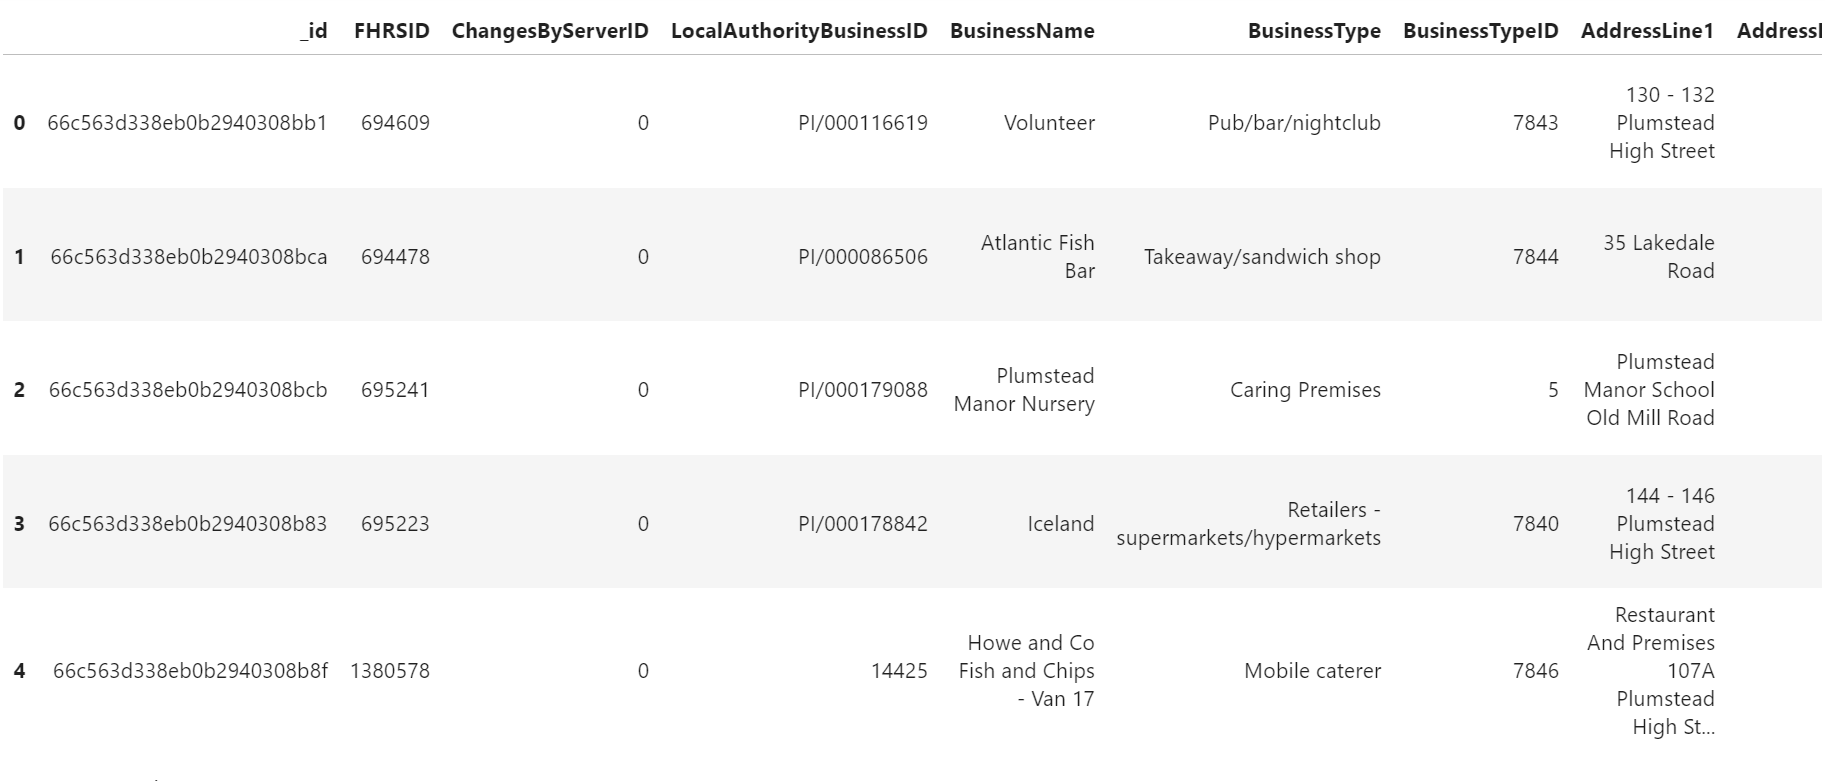 _id FHRSID ChangesByServerID LocalAuthorityBusinessID BusinessName BusinessType BusinessTypeID AddressLine1 Address
130 - 132
0 66c563d338eb0b2940308bb1 694609 0 PI/000116619 Volunteer Pub/bar/nightclub 7843 Plumstead
High Street
Atlantic Fish 35 Lakedale
1 66c563d338eb0b2940308bca 694478 0 PI/000086506 Takeaway/sandwich shop 7844
Bar Road
Plumstead Plumstead
2 66c563d338eb0b2940308bcb 695241 0 PI/000179088 Caring Premises 5 Manor School
Manor Nursery Old Mill Road
144 - 146
Retailers -
3 66c563d338eb0b2940308b83 695223 0 PI/000178842 Iceland 7840 Plumstead
supermarkets/hypermarkets
High Street
Restaurant
Howe and Co And Premises
4 66c563d338eb0b2940308b8f 1380578 0 14425 Fish and Chips Mobile caterer 7846 107A
- Van 17 Plumstead
High St...